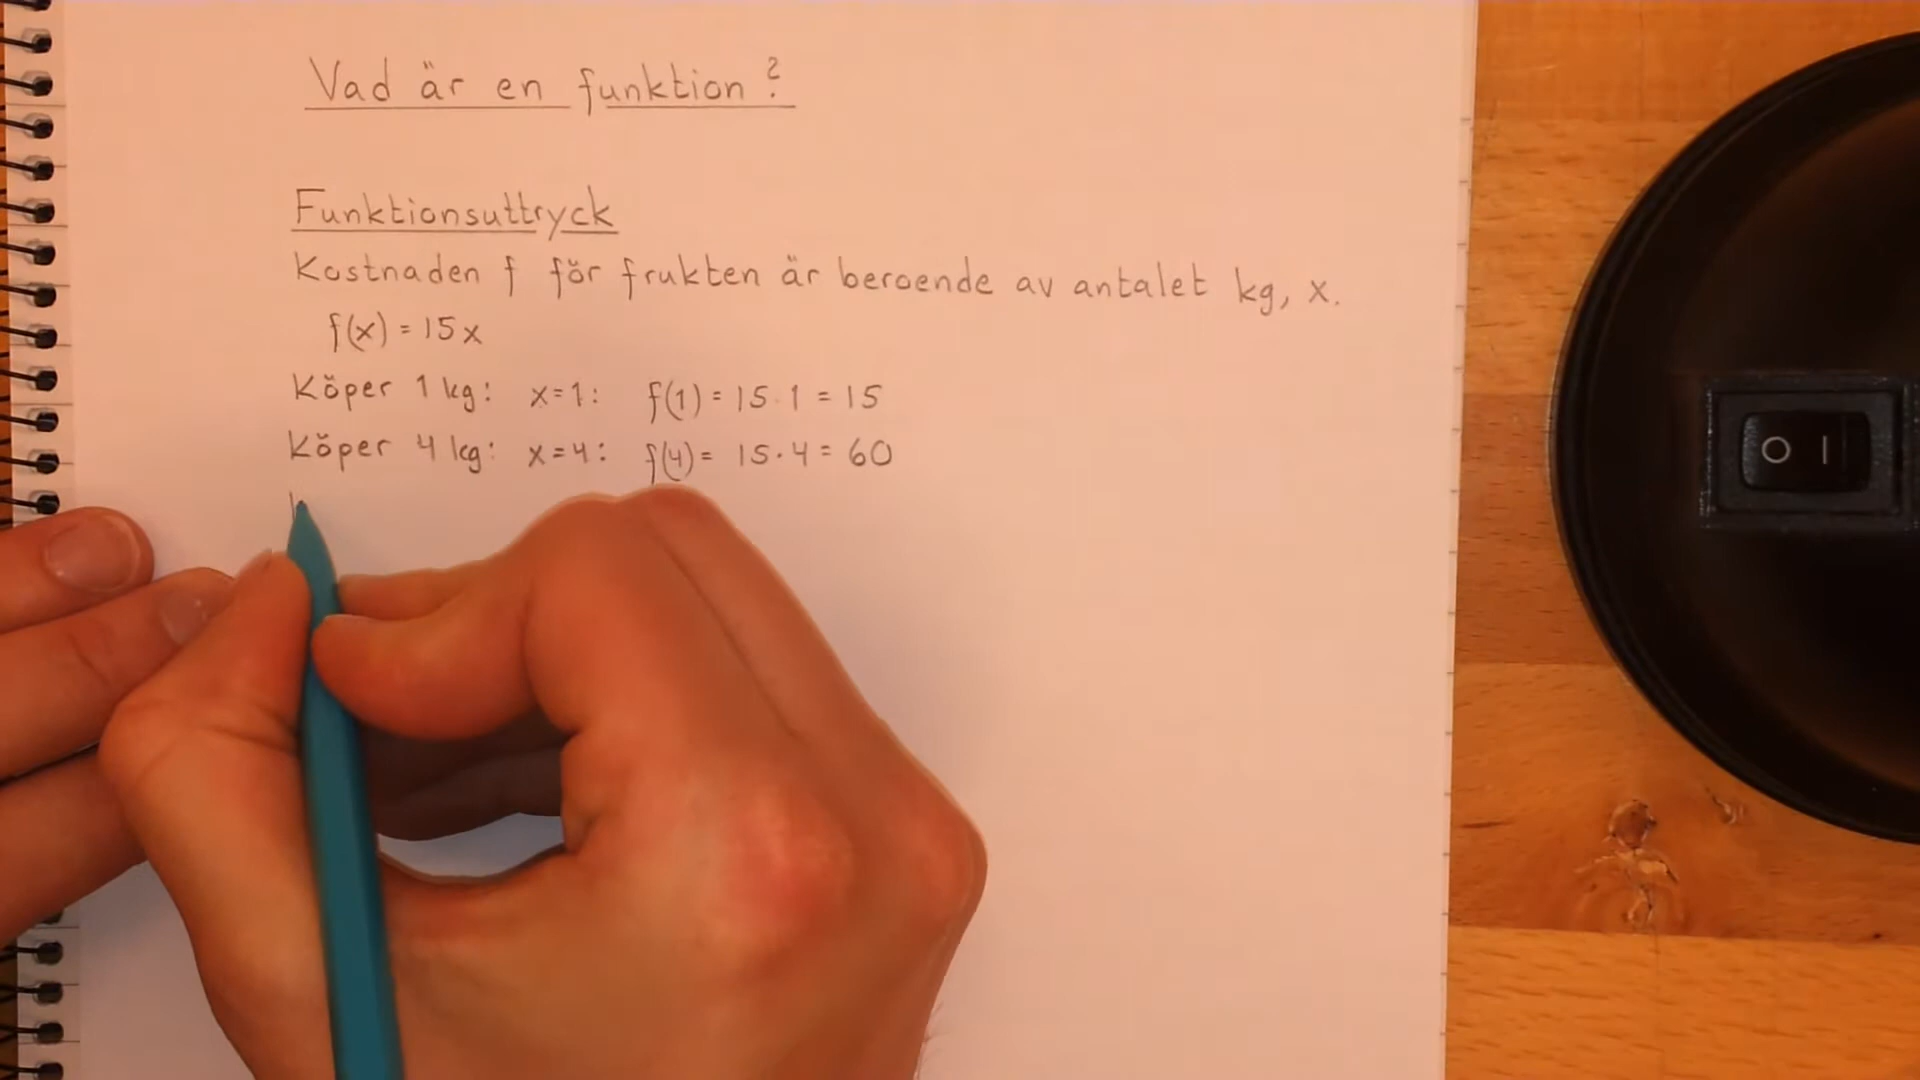 Vad är en funktion?
Funktionsuttryck
Kostnaden f för frukten är beroende av antalet kg, x.
f(x) = 15x
Köper 1 kg: x=1: f(1) = 15·1 = 15
Köper 4 kg: x=4: f(4) = 15·4 = 60
O I